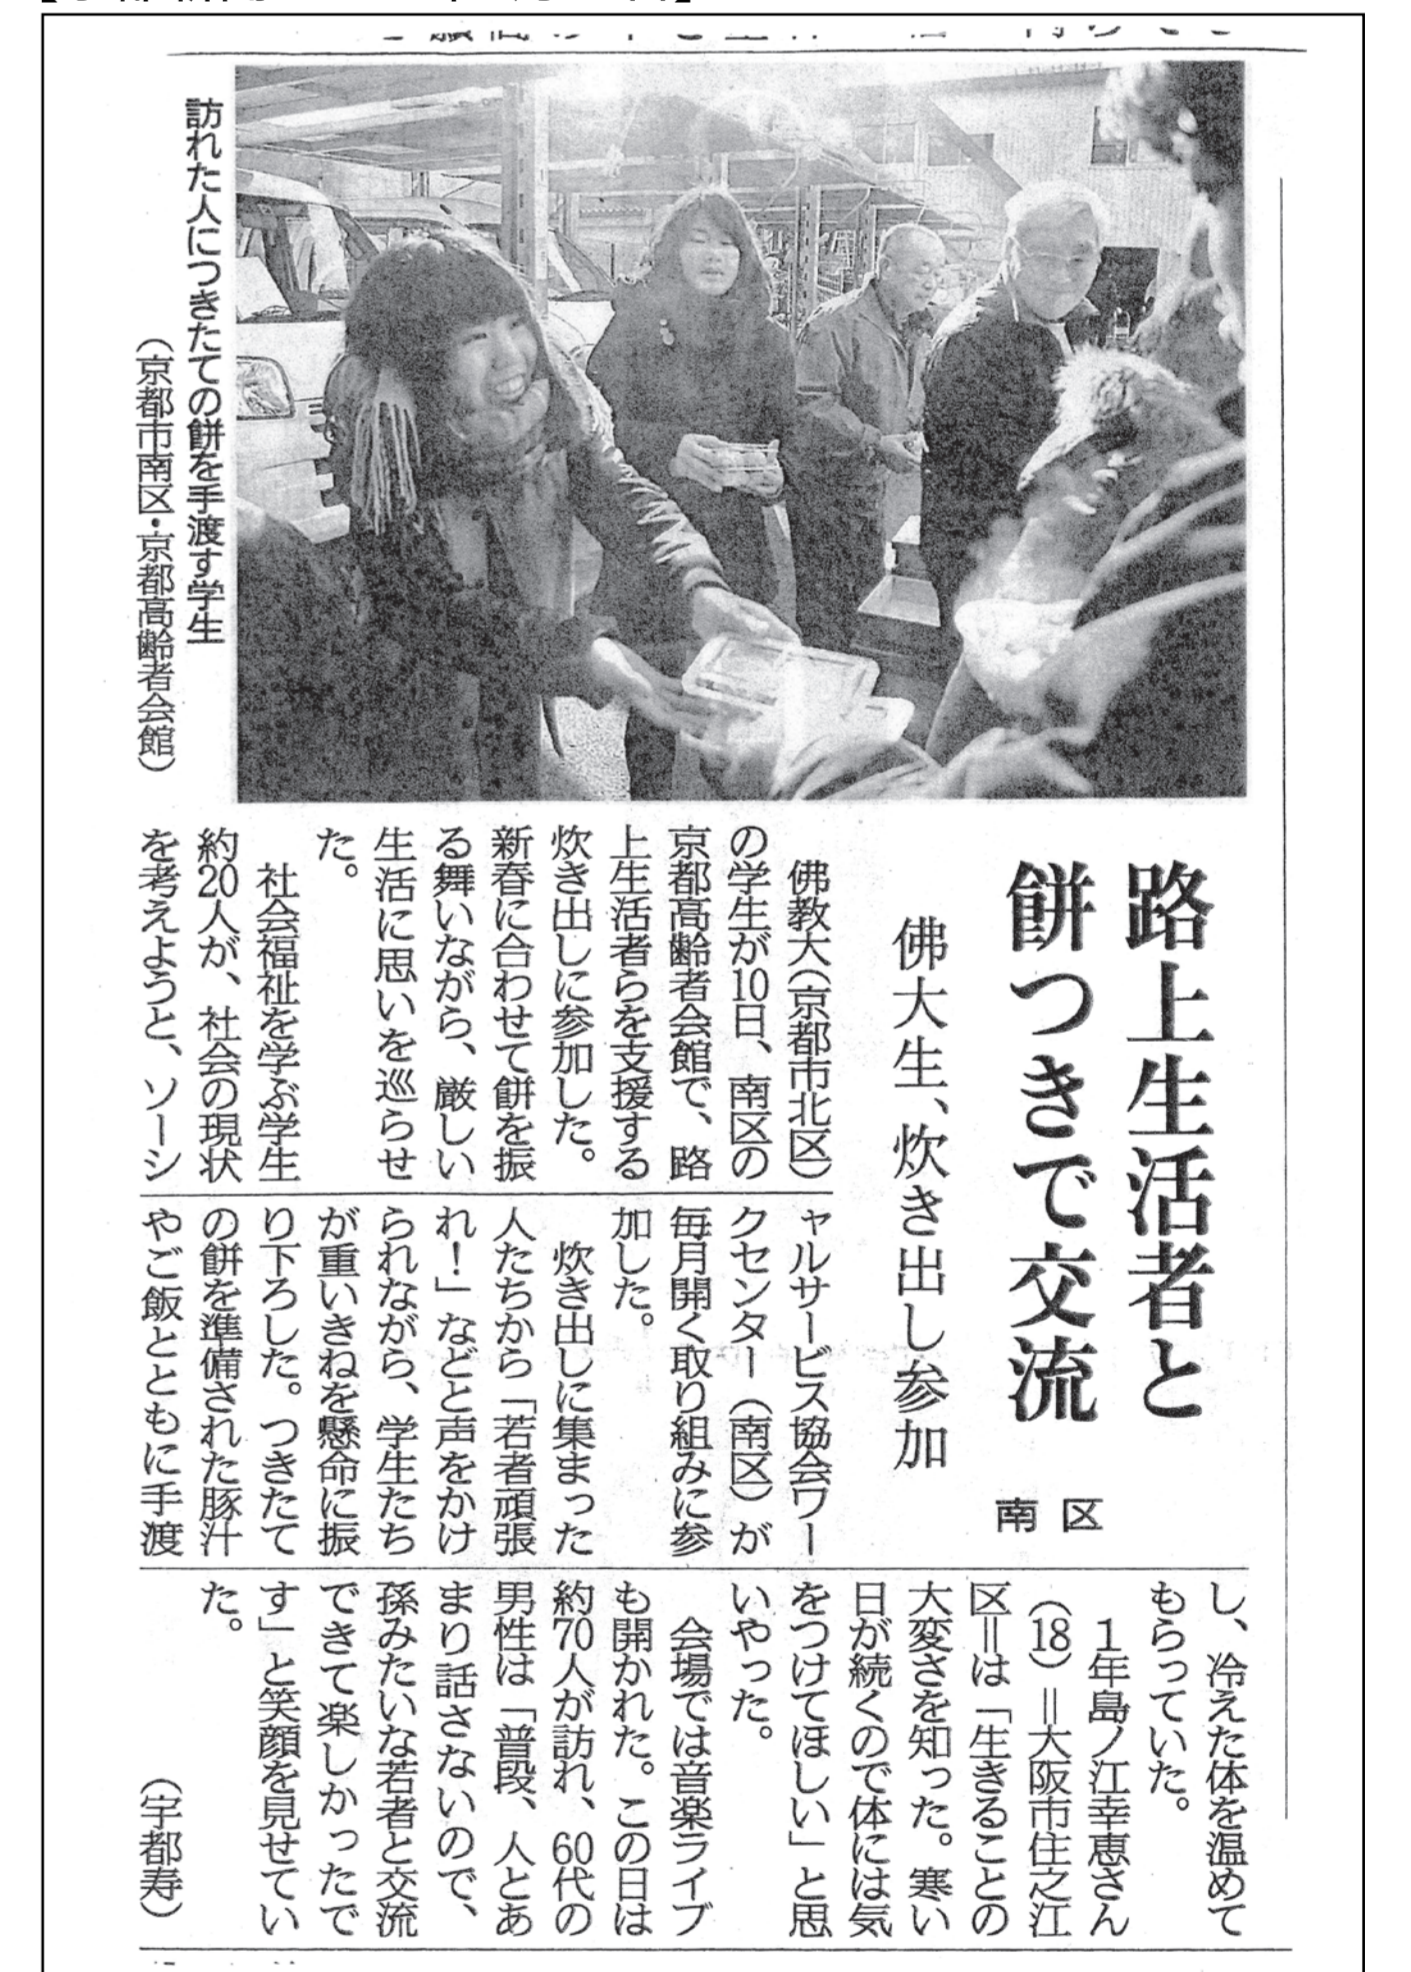 路上生活者と
餅つきで交流
南区
佛大生、炊き出し参加
訪れた人につきたての餅を手渡す学生
（京都市南区・京都高齢者会館）
佛教大（京都市北区）
の学生が10日、南区の
京都高齢者会館で、路
上生活者らを支援する
炊き出しに参加した。
新春に合わせて餅を振
る舞いながら、厳しい
生活に思いを巡らせ
た。
社会福祉を学ぶ学生
約20人が、社会の現状
を考えようと、ソーシ
ャルサービス協会ワー
クセンター（南区）が
毎月開く取り組みに参
加した。
炊き出しに集まった
人たちから「若者頑張
れ！」などと声をかけ
られながら、学生たち
が重いきねを懸命に振
り下ろした。つきたて
の餅を準備された豚汁
やご飯とともに手渡
し、冷えた体を温めて
もらっていた。
１年島ノ江幸恵さん
（18）＝大阪市住之江
区＝は「生きることの
大変さを知った。寒い
日が続くので体には気
をつけてほしい」と思
いやった。
会場では音楽ライブ
も開かれた。この日は
約70人が訪れ、60代の
男性は「普段、人とあ
まり話さないので、
孫みたいな若者と交流
できて楽しかったで
す」と笑顔を見せてい
た。
（宇都寿）